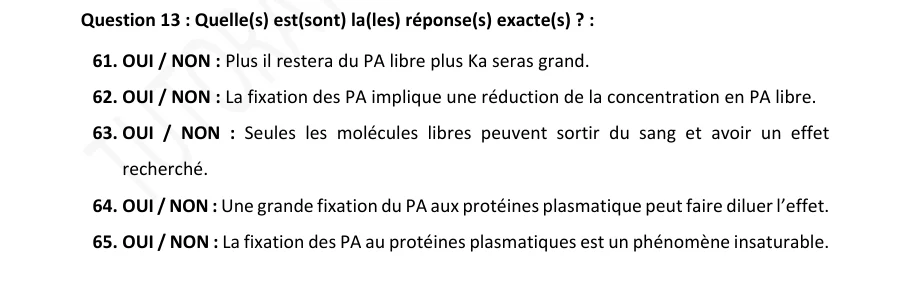 Question 13 : Quelle(s) est(sont) la(les) réponse(s) exacte(s) ? :
61. OUI / NON : Plus il restera du PA libre plus Ka seras grand.
62. OUI / NON : La fixation des PA implique une réduction de la concentration en PA libre.
63. OUI / NON : Seules les molécules libres peuvent sortir du sang et avoir un effet
recherché.
64. OUI / NON : Une grande fixation du PA aux protéines plasmatique peut faire diluer l’effet.
65. OUI / NON : La fixation des PA au protéines plasmatiques est un phénomène insaturable.